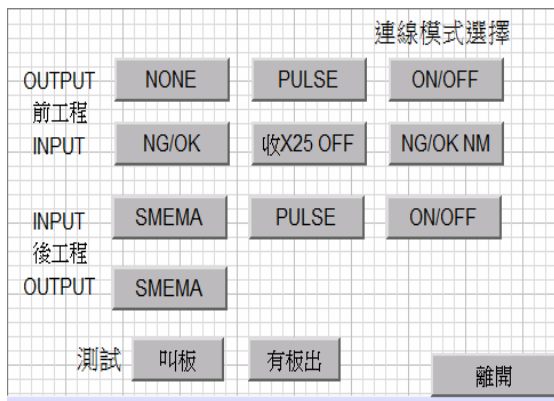 連線模式選擇
OUTPUT NONE PULSE ON/OFF
前工程
INPUT NG/OK 收X25 OFF NG/OK NM
INPUT SMEMA PULSE ON/OFF
後工程
OUTPUT SMEMA
測試 叫板 有板出
離開